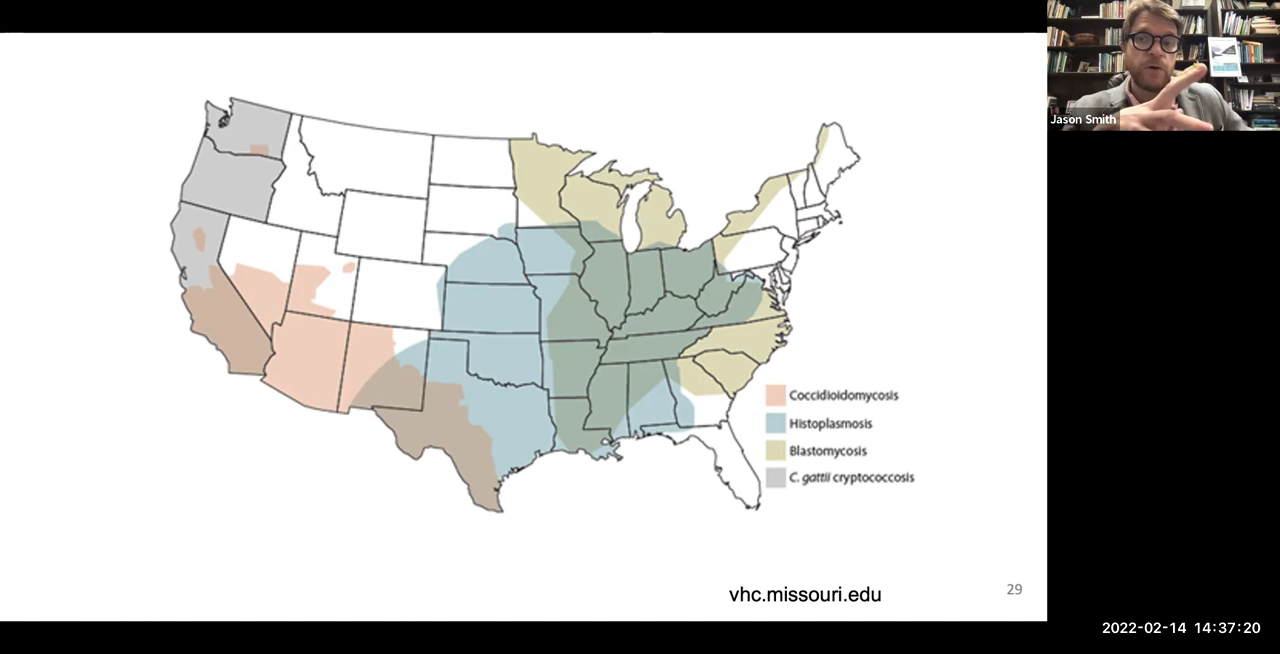 Jason Smith
Coccidioidomycosis
Histoplasmosis
Blastomycosis
C. gattii cryptococcosis
vhc.missouri.edu
29
2022-02-14 14:37:20